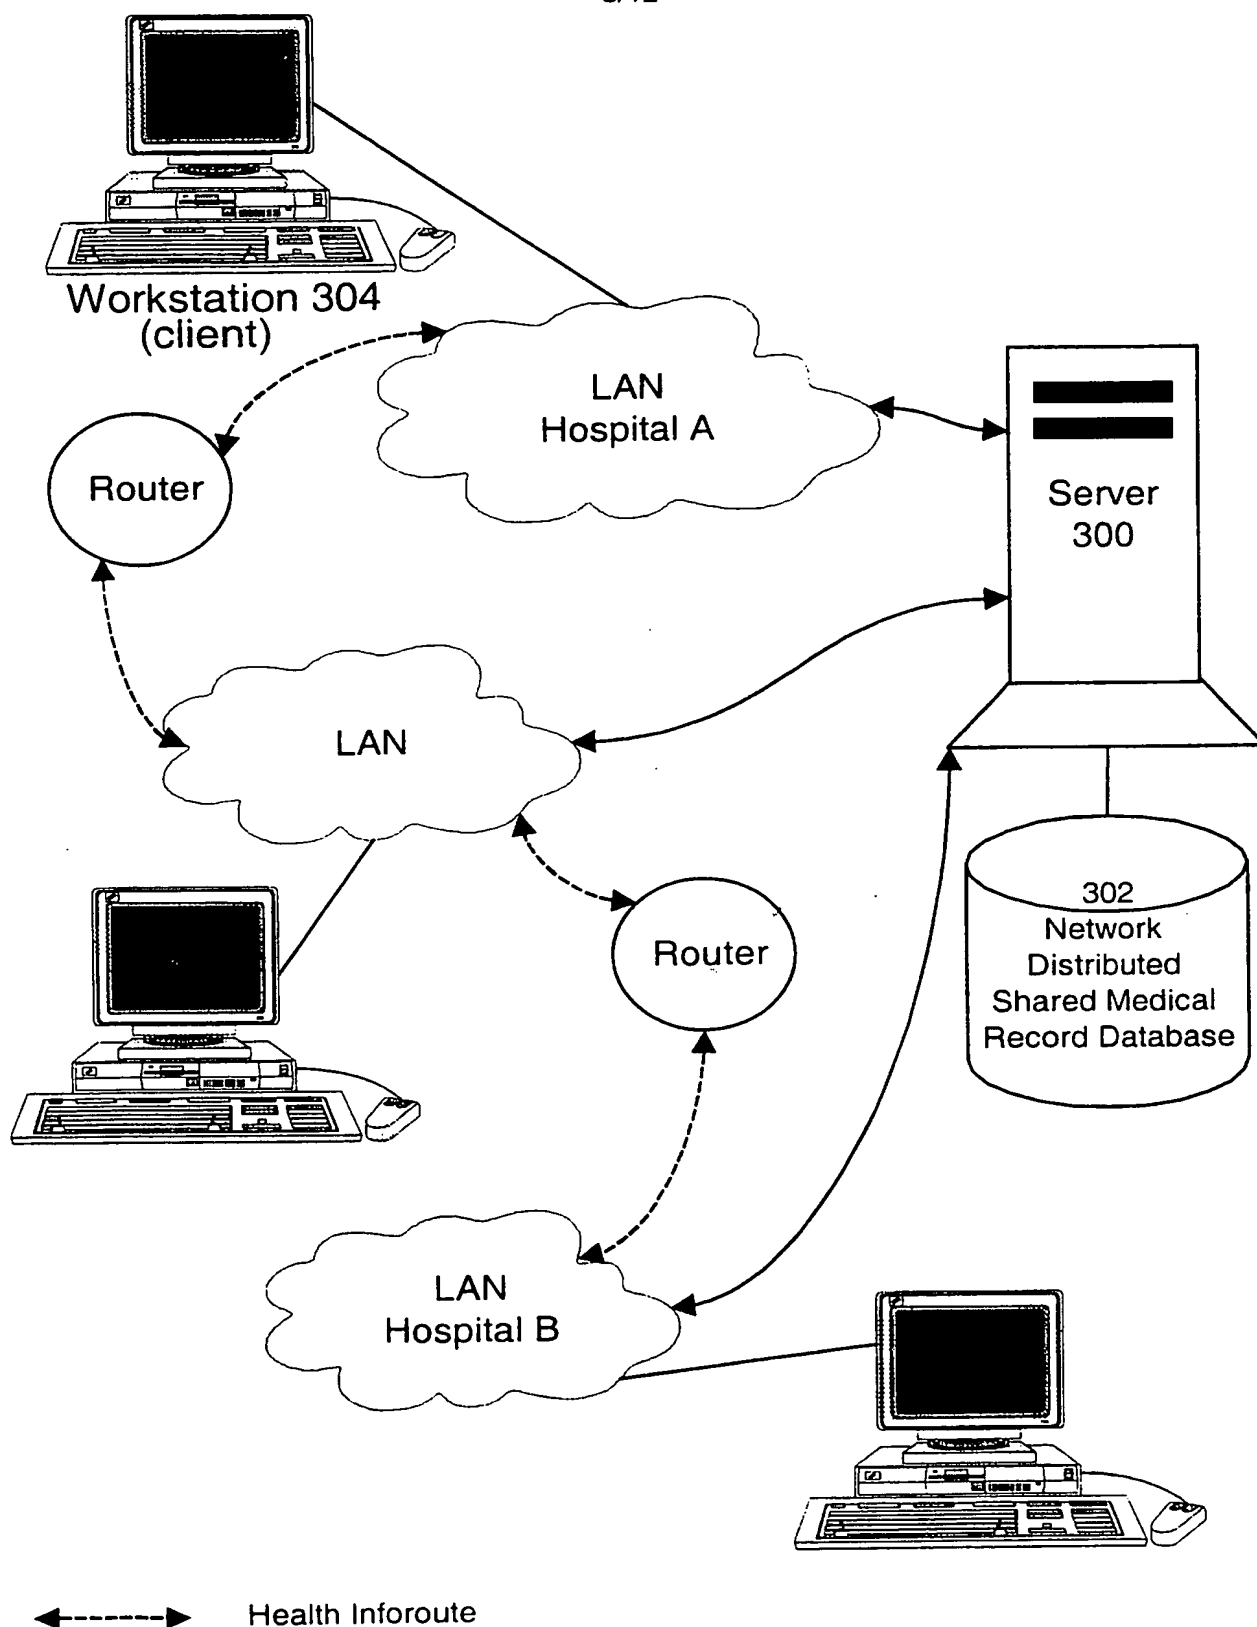 Workstation 304
(client)
LAN
Hospital A
Router
Server
300
LAN
302
Network
Distributed
Shared Medical
Record Database
Router
LAN
Hospital B
Health Inforoute